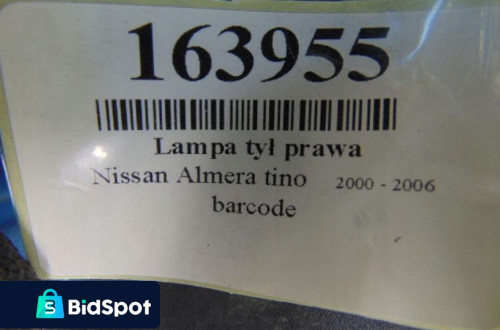 163955
Lampa tył prawa
Nissan Almera tino 2000 - 2006
barcode
S BidSpot